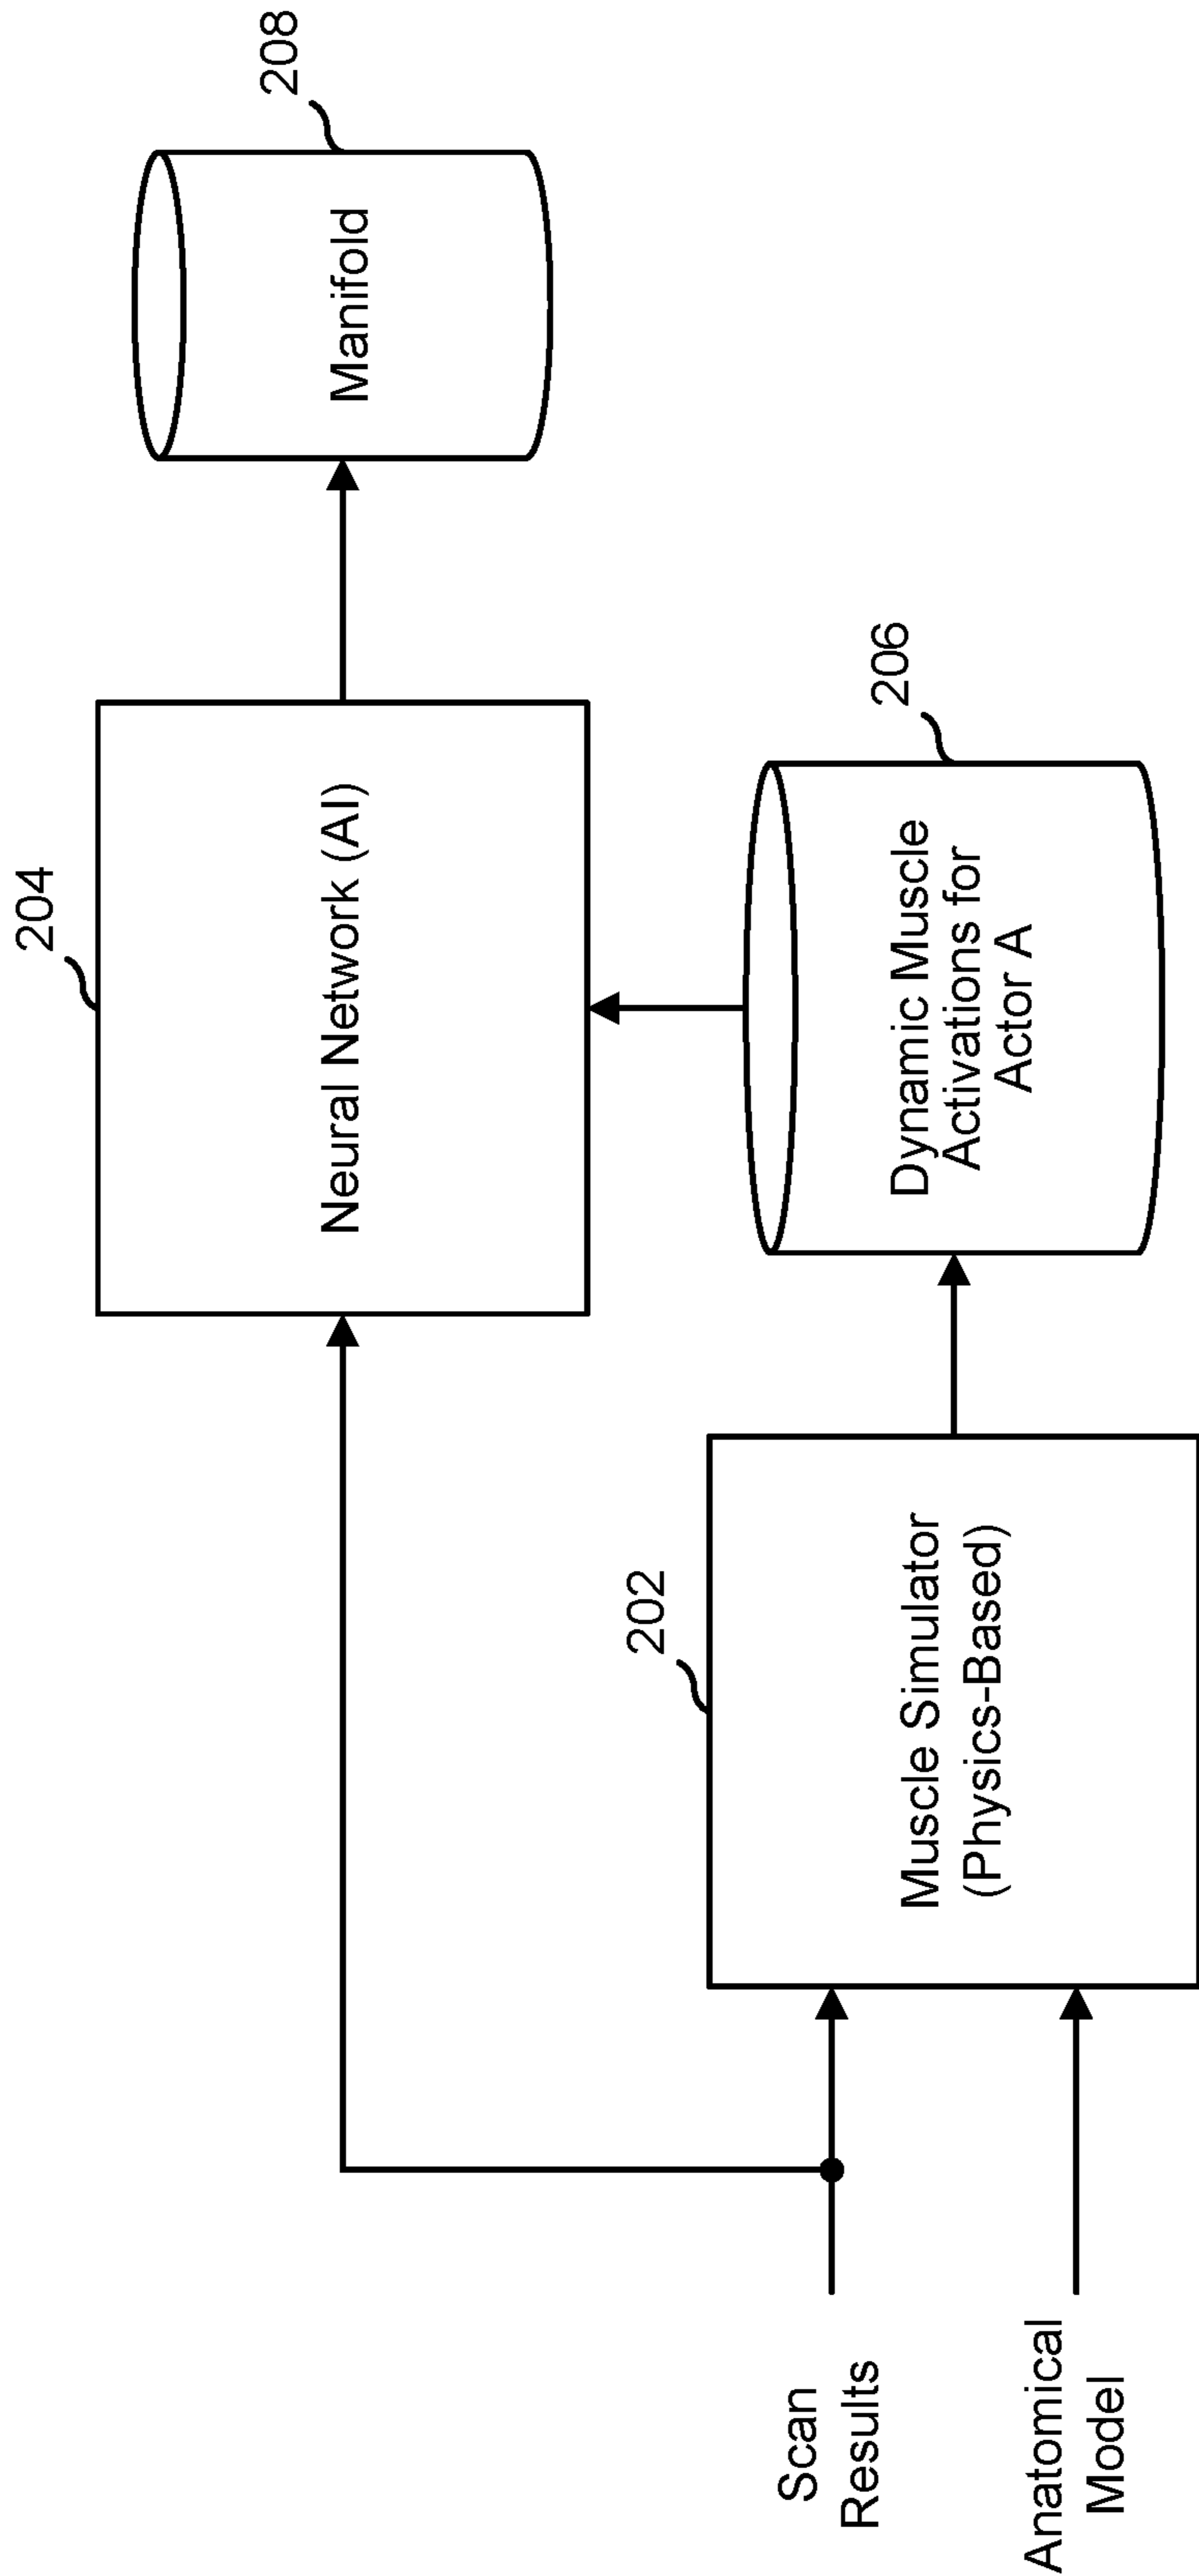 204
Neural Network (AI)
208
Manifold
202
Muscle Simulator
(Physics-Based)
206
Dynamic Muscle
Activations for
Actor A
Scan
Results
Anatomical
Model